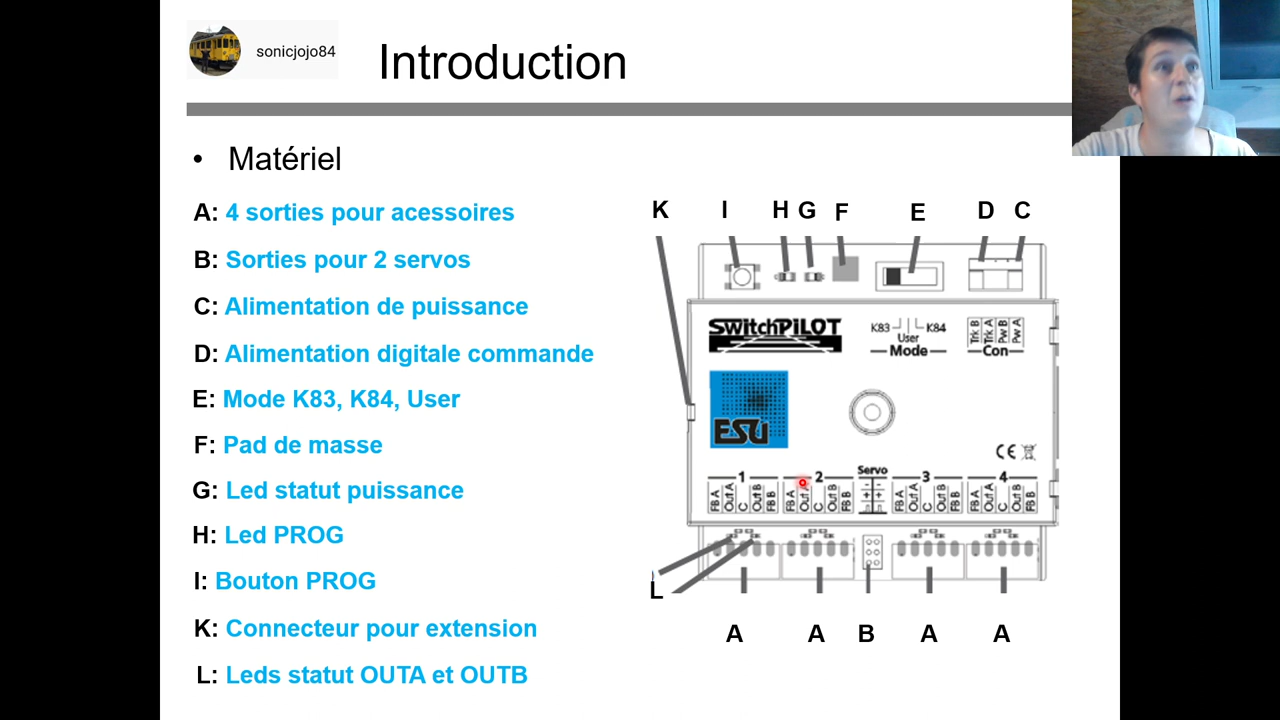 sonicjojo84
Introduction
• Matériel
A: 4 sorties pour acessoires
B: Sorties pour 2 servos
C: Alimentation de puissance
D: Alimentation digitale commande
E: Mode K83, K84, User
F: Pad de masse
G: Led statut puissance
H: Led PROG
I: Bouton PROG
K: Connecteur pour extension
L: Leds statut OUTA et OUTB
K I H G F E D C
SwitchPiLOT
K83 K84
User
Mode
Trk B
Trk A
Pw B
Pw A
Con
ESU
CE
1 2 Servo 3 4
FB A Out A C Out B FB B
FB A Out A C Out B FB B
- -
+ +
FB A Out A C Out B FB B
FB A Out A C Out B FB B
L
A A B A A